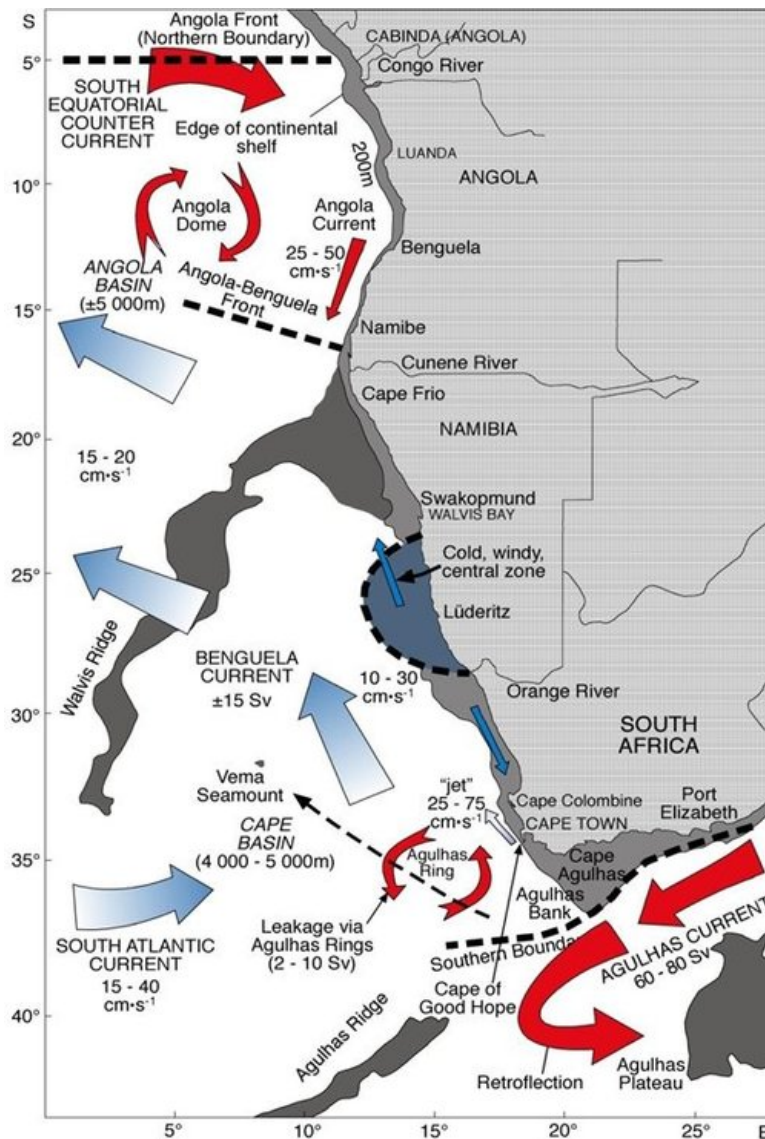 S
Angola Front
(Northern Boundary)
CABINDA (ANGOLA)
5°
Congo River
SOUTH
EQUATORIAL
COUNTER
CURRENT
Edge of continental
shelf
200m
LUANDA
ANGOLA
10°
Angola
Dome
Angola
Current
25 - 50
cm•s⁻¹
Benguela
ANGOLA
BASIN
(±5 000m)
Angola-Benguela
Front
15°
Namibe
Cunene River
Cape Frio
NAMIBIA
20°
15 - 20
cm•s⁻¹
Swakopmund
WALVIS BAY
Cold, windy,
central zone
25°
Lüderitz
Walvis Ridge
BENGUELA
CURRENT
±15 Sv
10 - 30
cm•s⁻¹
Orange River
30°
SOUTH
AFRICA
Vema
Seamount
"jet"
25 - 75
cm•s⁻¹
Cape Colombine
CAPE TOWN
Port
Elizabeth
CAPE
BASIN
(4 000 - 5 000m)
35°
Agulhas
Ring
Cape
Agulhas
Agulhas
Bank
Leakage via
Agulhas Rings
(2 - 10 Sv)
SOUTH ATLANTIC
CURRENT
15 - 40
cm•s⁻¹
Southern Bounda
AGULHAS CURRENT
60 - 80 Sv
Cape of
Good Hope
40°
Agulhas Ridge
Retroflection
Agulhas
Plateau
5°
10°
15°
20°
25°
E